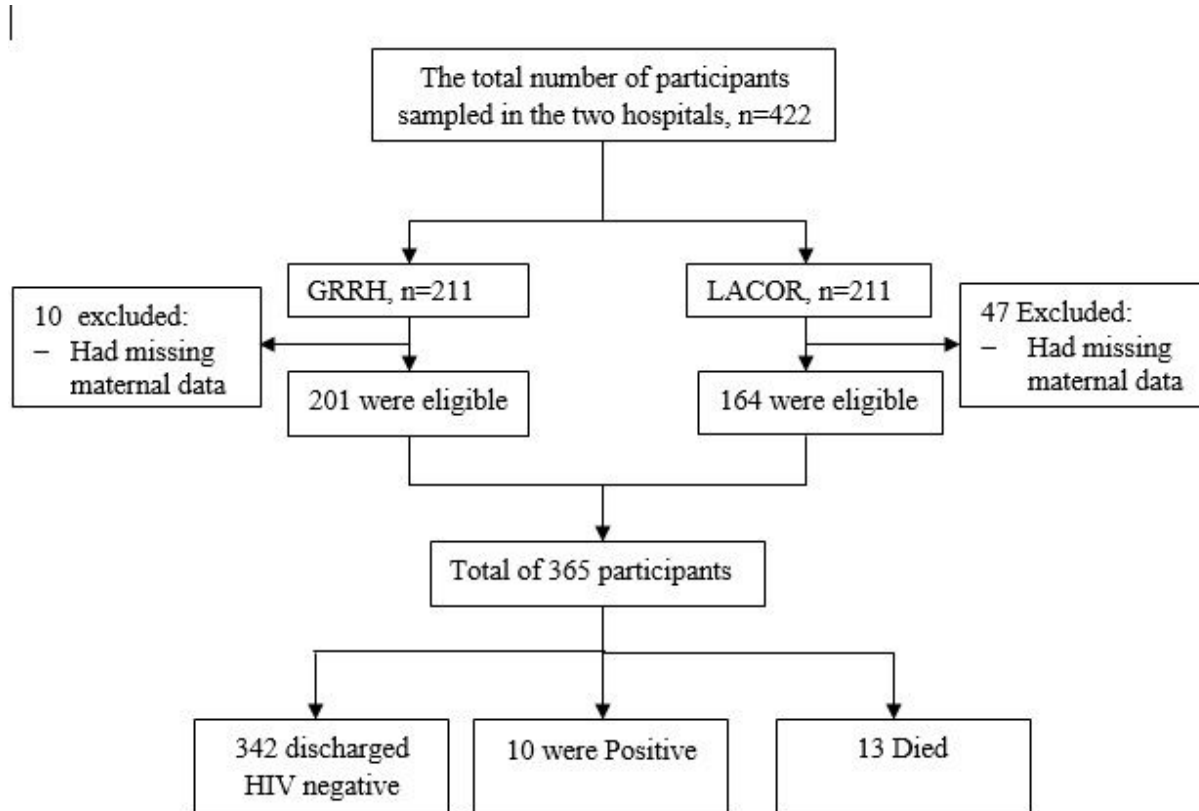 The total number of participants
sampled in the two hospitals, n=422
GRRH, n=211
LACOR, n=211
10 excluded:
– Had missing
maternal data
47 Excluded:
– Had missing
maternal data
201 were eligible
164 were eligible
Total of 365 participants
342 discharged
HIV negative
10 were Positive
13 Died